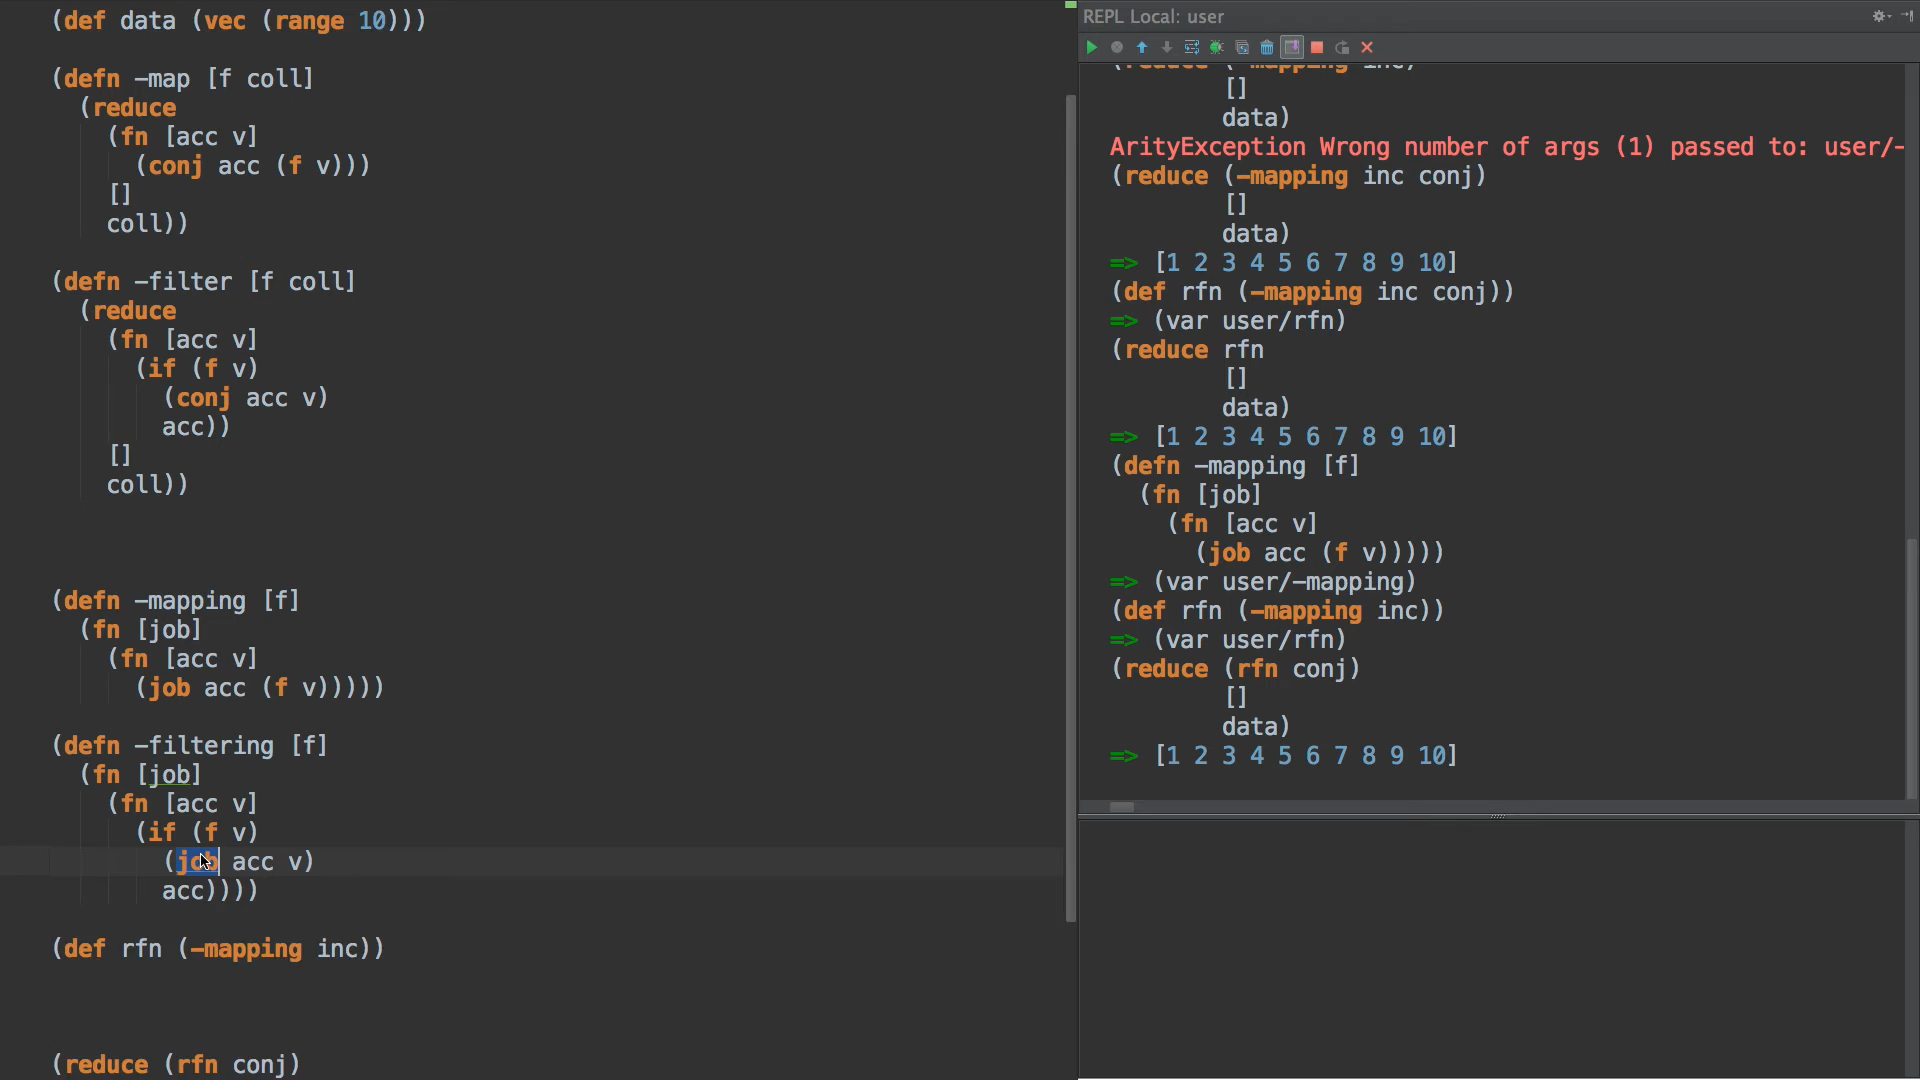 (def data (vec (range 10)))
(defn -map [f coll]
(reduce
(fn [acc v]
(conj acc (f v)))
[]
coll))
(defn -filter [f coll]
(reduce
(fn [acc v]
(if (f v)
(conj acc v)
acc))
[]
coll))
(defn -mapping [f]
(fn [job]
(fn [acc v]
(job acc (f v)))))
(defn -filtering [f]
(fn [job]
(fn [acc v]
(if (f v)
(job acc v)
acc))))
(def rfn (-mapping inc))
(reduce (rfn conj)
REPL Local: user
(reduce (-mapping inc)
[]
data)
ArityException Wrong number of args (1) passed to: user/-
(reduce (-mapping inc conj)
[]
data)
=> [1 2 3 4 5 6 7 8 9 10]
(def rfn (-mapping inc conj))
=> (var user/rfn)
(reduce rfn
[]
data)
=> [1 2 3 4 5 6 7 8 9 10]
(defn -mapping [f]
(fn [job]
(fn [acc v]
(job acc (f v)))))
=> (var user/-mapping)
(def rfn (-mapping inc))
=> (var user/rfn)
(reduce (rfn conj)
[]
data)
=> [1 2 3 4 5 6 7 8 9 10]